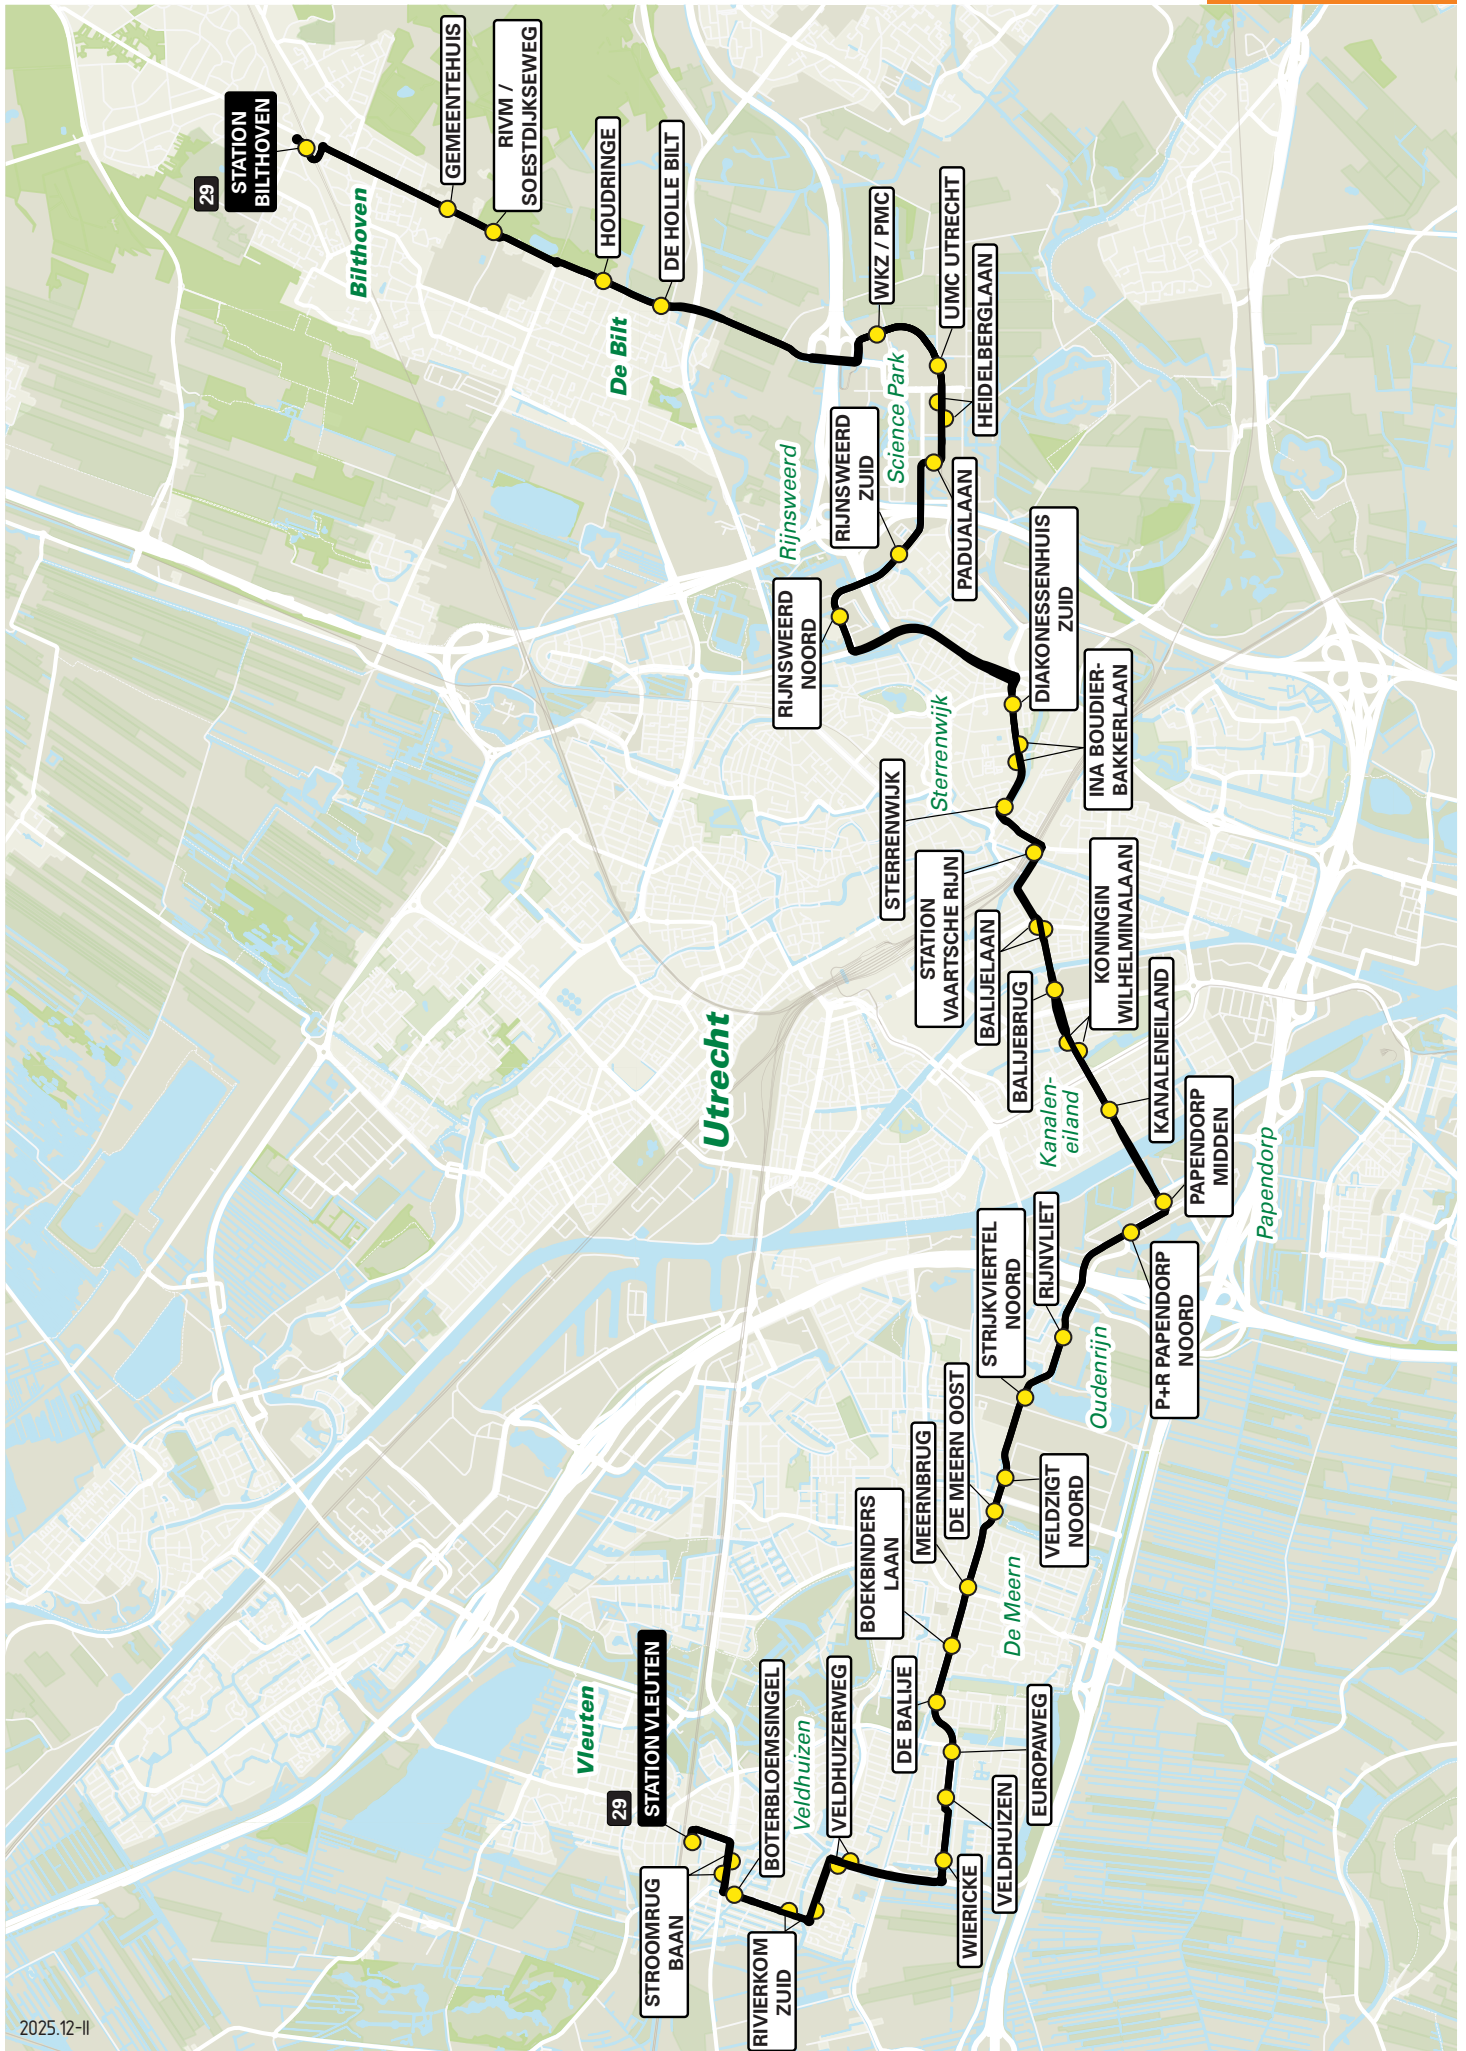 29
STATION
BILTHOVEN
Bilthoven
GEMEENTEHUIS
RIVM /
SOESTDIJKSEWEG
HOUDRINGE
DE HOLLE BILT
De Bilt
WKZ / PMC
UMC UTRECHT
HEIDELBERGLAAN
Science Park
PADUALAAN
RIJNSWEERD
ZUID
Rijnsweerd
RIJNSWEERD
NOORD
DIAKONESSENHUIS
ZUID
INA BOUDIER-
BAKKERLAAN
Sterrenwijk
STERRENWIJK
STATION
VAARTSCHE RIJN
BALIJELAAN
BALIJEBRUG
KONINGIN
WILHELMINALAAN
Utrecht
Kanalen-
eiland
KANALENEILAND
PAPENDORP
MIDDEN
Papendorp
P+R PAPENDORP
NOORD
RIJNVLIET
STRIJKVIERTEL
NOORD
Oudenrijn
VELDZIGT
NOORD
DE MEERN OOST
MEERNBRUG
De Meern
BOEKBINDERS
LAAN
DE BALIJE
EUROPAWEG
VELDHUIZEN
WIERICKE
VELDHUIZERWEG
Veldhuizen
RIVIERKOM
ZUID
BOTERBLOEMSINGEL
STROOMRUG
BAAN
Vleuten
29
STATION VLEUTEN
2025.12-II